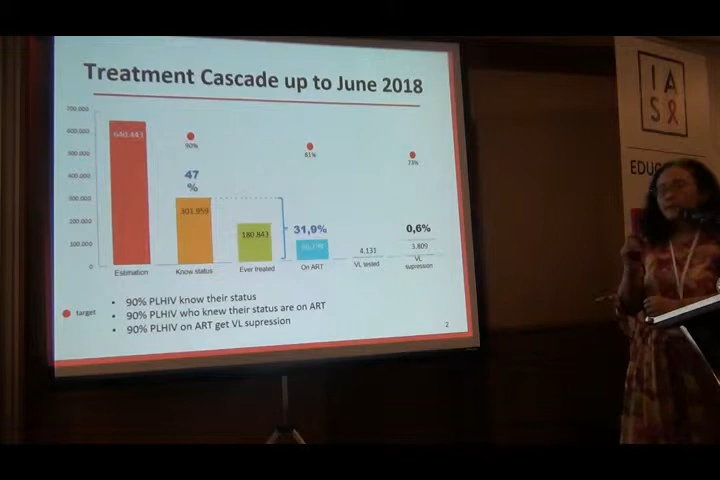 Treatment Cascade up to June 2018
700,000
600,000
500,000
400,000
300,000
200,000
100,000
0
640.443
90%
81%
73%
47
%
301.959
180.843
31,9%
4.131
0,6%
3.809
Estimation
Know status
Ever treated
On ART
VL tested
VL
supression
target
• 90% PLHIV know their status
• 90% PLHIV who knew their status are on ART
• 90% PLHIV on ART get VL supression
2
I A
S
EDUC